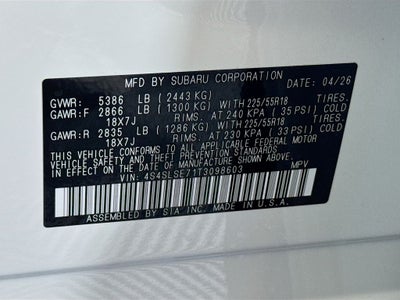 MFD BY SUBARU CORPORATION DATE 04/26
GVWR: 5386 LB (2443 KG)
GAWR:F 2866 LB (1300 KG) WITH 225/55R18 TIRES.
18X7J RIMS. AT 240 KPA (35 PSI) COLD
GAWR:R 2835 LB (1286 KG) WITH 225/55R18 TIRES.
18X7J RIMS. AT 230 KPA (33 PSI) COLD
THIS VEHICLE CONFORMS TO ALL APPLICABLE FEDERAL MOTOR
VEHICLE SAFETY AND THEFT PREVENTION STANDARDS
IN EFFECT ON THE DATE OF MANUFACTURE SHOWN ABOVE.
VIN: 4S4SLSE71T3098603 MPV
ASSEMBLED BY SIA INC. MADE IN U.S.A.